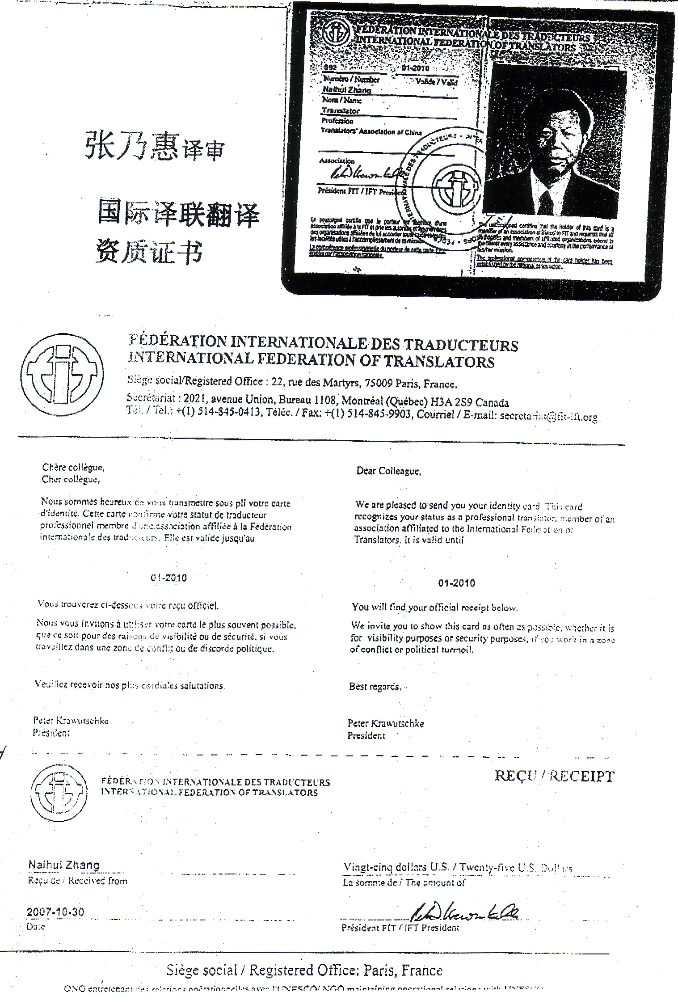 FÉDÉRATION INTERNATIONALE DES TRADUCTEURS
INTERNATIONAL FEDERATION OF TRANSLATORS
392 01-2010
Numéro / Number Valide / Valid
Naihui Zhang
Nom / Name
Translator
Profession
Translators' Association of China
Association
Président FIT / IFT President
Le soussigné certifie que le porteur est membre d'une
association affiliée à la FIT et prie les autorités et les membres
des organisations affiliées de lui accorder toute aide et toutes
les facilités utiles à l'accomplissement de sa mission.
La compétence professionnelle du porteur de cette carte a été
établie par l'association nationale.
The undersigned certifies that the holder of this card is a
member of an association affiliated to FIT and requests that all
authorities and members of affiliated organisations extend to
the bearer every assistance and courtesy in the performance of
his/her mission.
The professional competence of the card holder has been
established by the national association.
张乃惠译审
国际译联翻译
资质证书
FÉDÉRATION INTERNATIONALE DES TRADUCTEURS
INTERNATIONAL FEDERATION OF TRANSLATORS
Siège social/Registered Office : 22, rue des Martyrs, 75009 Paris, France.
Secrétariat : 2021, avenue Union, Bureau 1108, Montréal (Québec) H3A 2S9 Canada
Tél. / Tel.: +(1) 514-845-0413, Téléc. / Fax: +(1) 514-845-9903, Courriel / E-mail: secretariat@fit-ift.org
Chère collègue,
Cher collègue,
Nous sommes heureux de vous transmettre sous pli votre carte
d'identité. Cette carte confirme votre statut de traducteur
professionnel membre d'une association affiliée à la Fédération
internationale des traducteurs. Elle est valide jusqu'au
01-2010
Vous trouverez ci-dessous votre reçu officiel.
Nous vous invitons à utiliser votre carte le plus souvent possible,
que ce soit pour des raisons de visibilité ou de sécurité, si vous
travaillez dans une zone de conflit ou de discorde politique.
Veuillez recevoir nos plus cordiales salutations.
Peter Krawutschke
Président
Dear Colleague,
We are pleased to send you your identity card. This card
recognizes your status as a professional translator, member of an
association affiliated to the International Federation of
Translators. It is valid until
01-2010
You will find your official receipt below.
We invite you to show this card as often as possible, whether it is
for visibility purposes or security purposes, if you work in a zone
of conflict or political turmoil.
Best regards,
Peter Krawutschke
President
FÉDÉRATION INTERNATIONALE DES TRADUCTEURS
INTERNATIONAL FEDERATION OF TRANSLATORS
REÇU / RECEIPT
Naihui Zhang
Reçu de / Received from
Vingt-cinq dollars U.S. / Twenty-five U.S. Dollars
La somme de / The amount of
2007-10-30
Date
Président FIT / IFT President
Siège social / Registered Office: Paris, France
ONG entretenant des relations opérationnelles avec l'UNESCO/ NGO maintaining operational relations with UNESCO